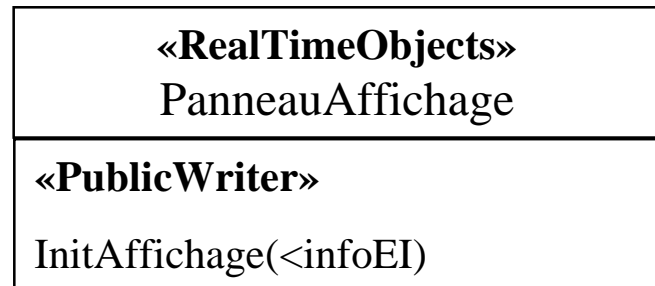 «RealTimeObjects»
PanneauAffichage
«PublicWriter»
InitAffichage(<infoEI)